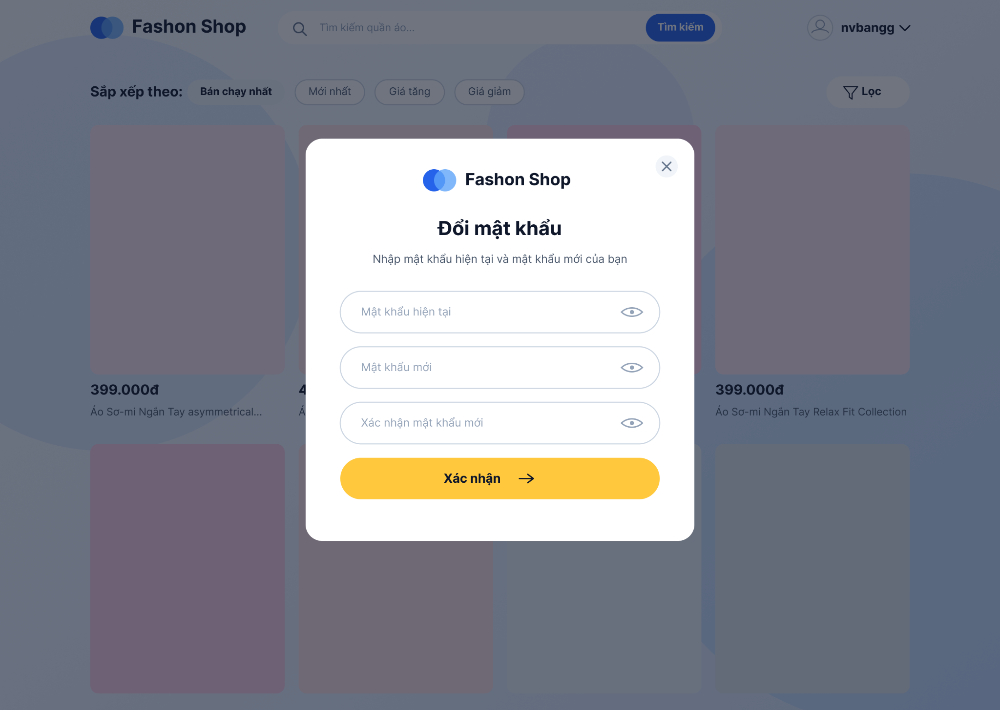 Fashon Shop
Tìm kiếm quần áo...
Tìm kiếm
nvbangg
Sắp xếp theo:
Bán chạy nhất
Mới nhất
Giá tăng
Giá giảm
Lọc
Fashon Shop
Đổi mật khẩu
Nhập mật khẩu hiện tại và mật khẩu mới của bạn
Mật khẩu hiện tại
Mật khẩu mới
Xác nhận mật khẩu mới
Xác nhận
399.000đ
Áo Sơ-mi Ngắn Tay asymmetrical...
399.000đ
Áo Sơ-mi Ngắn Tay Relax Fit Collection